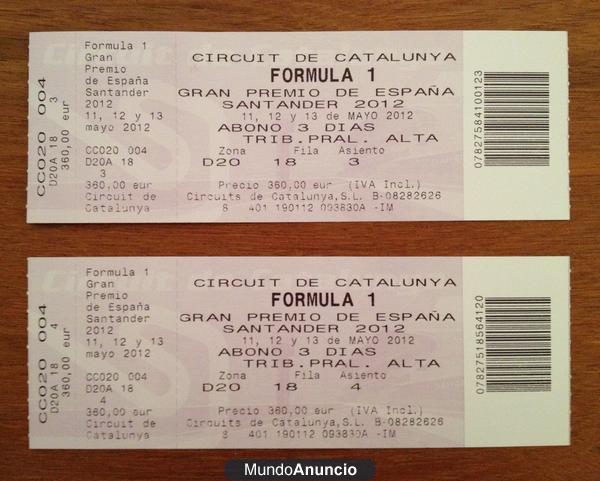 CC020 004
D20A 18 3
360,00 eur
Formula 1
Gran
Premio
de España
Santander
2012
11, 12 y 13
mayo 2012
CC020 004
D20A 18
3
360,00 eur
Circuit de
Catalunya
CIRCUIT DE CATALUNYA
FORMULA 1
GRAN PREMIO DE ESPAÑA
SANTANDER 2012
11, 12 y 13 de MAYO 2012
ABONO 3 DIAS
TRIB.PRAL. ALTA
Zona Fila Asiento
D20 18 3
Precio 360,00 eur (IVA Incl.)
Circuits de Catalunya,S.L. B-08282626
8 401 190112 093830A -IM
07827584100123
CC020 004
D20A 18 4
360,00 eur
Formula 1
Gran
Premio
de España
Santander
2012
11, 12 y 13
mayo 2012
CC020 004
D20A 18
4
360,00 eur
Circuit de
Catalunya
CIRCUIT DE CATALUNYA
FORMULA 1
GRAN PREMIO DE ESPAÑA
SANTANDER 2012
11, 12 y 13 de MAYO 2012
ABONO 3 DIAS
TRIB.PRAL. ALTA
Zona Fila Asiento
D20 18 4
Precio 360,00 eur (IVA Incl.)
Circuits de Catalunya,S.L. B-08282626
8 401 190112 093830A -IM
07827518564120
MundoAnuncio